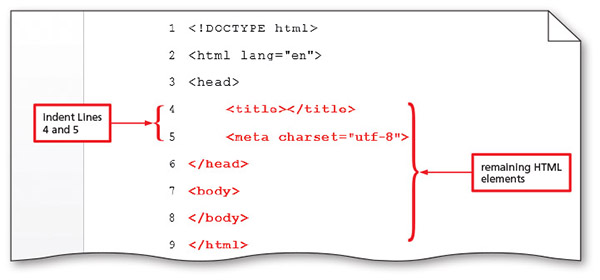 1 <!DOCTYPE html>
2 <html lang="en">
3 <head>
Indent Lines
4 and 5
4 <title></title>
5 <meta charset="utf-8">
6 </head>
7 <body>
8 </body>
9 </html>
remaining HTML
elements